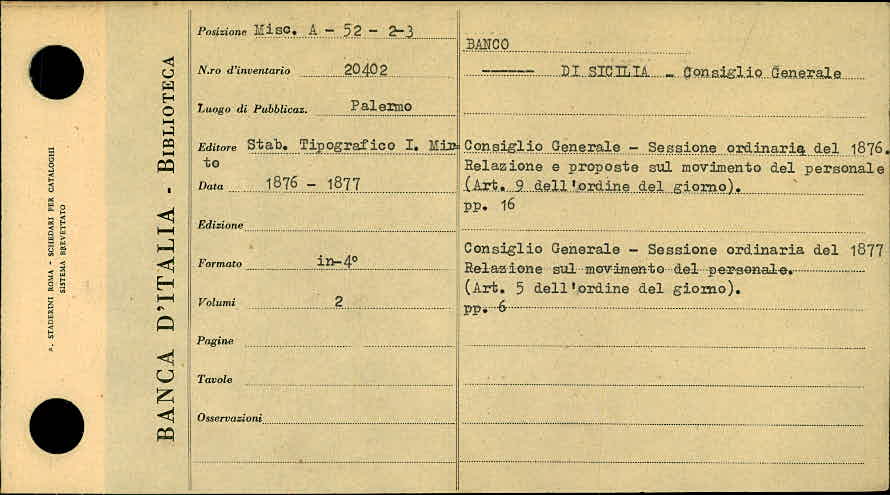 P. STADERINI ROMA - SCHEDARI PER CATALOGHI
SISTEMA BREVETTATO
BANCA D'ITALIA - BIBLIOTECA
Posizione Misc. A - 52 - 2-3
N.ro d'inventario 20402
Luogo di Pubblicaz. Palermo
Editore Stab. Tipografico I. Mir=
to
Data 1876 - 1877
Edizione
Formato in-4°
Volumi 2
Pagine
Tavole
Osservazioni
BANCO
------ DI SICILIA - Consiglio Generale
Consiglio Generale - Sessione ordinaria del 1876.
Relazione e proposte sul movimento del personale
(Art. 9 dell'ordine del giorno).
pp. 16
Consiglio Generale - Sessione ordinaria del 1877
Relazione sul movimento del personale.
(Art. 5 dell'ordine del giorno).
pp. 6